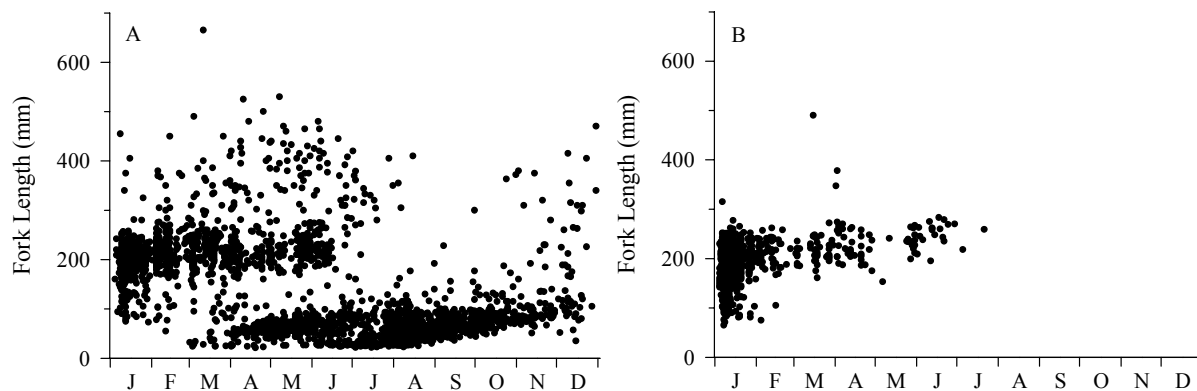 A
600
400
200
0
Fork Length (mm)
J F M A M J J A S O N D
B
600
400
200
0
Fork Length (mm)
J F M A M J J A S O N D